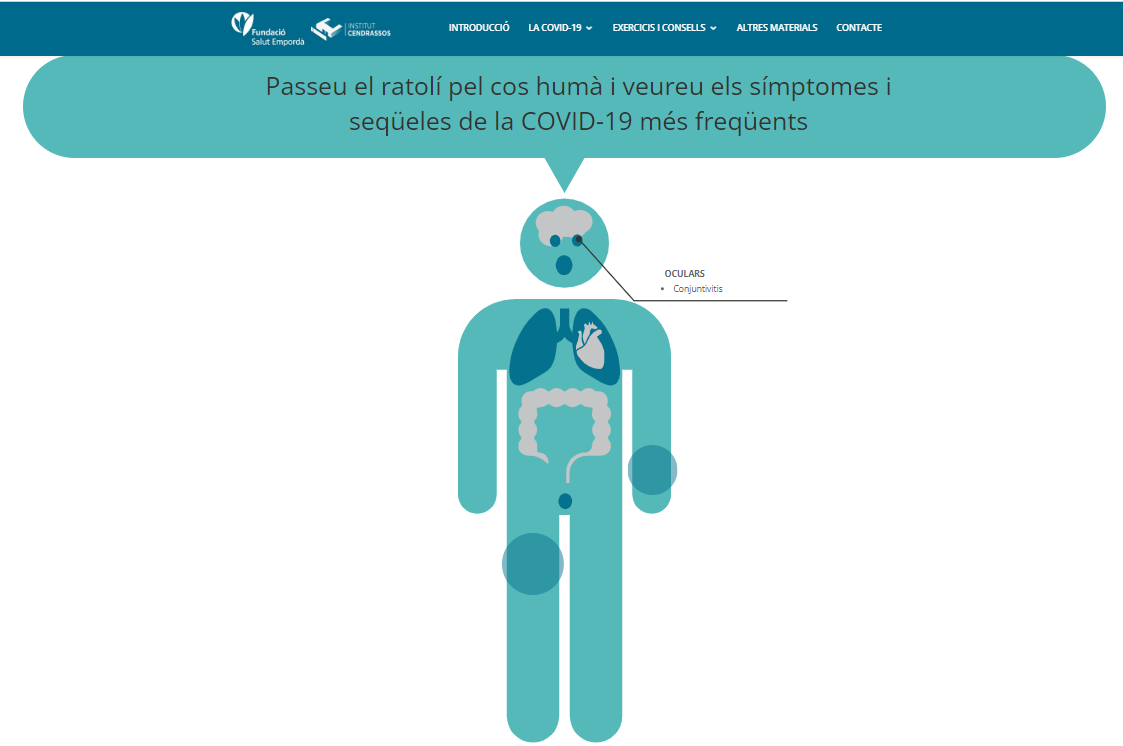 Fundació
Salut Empordà
INSTITUT
CENDRASSOS
INTRODUCCIÓ LA COVID-19 EXERCICIS I CONSELLS ALTRES MATERIALS CONTACTE
Passeu el ratolí pel cos humà i veureu els símptomes i
seqüeles de la COVID-19 més freqüents
OCULARS
• Conjuntivitis